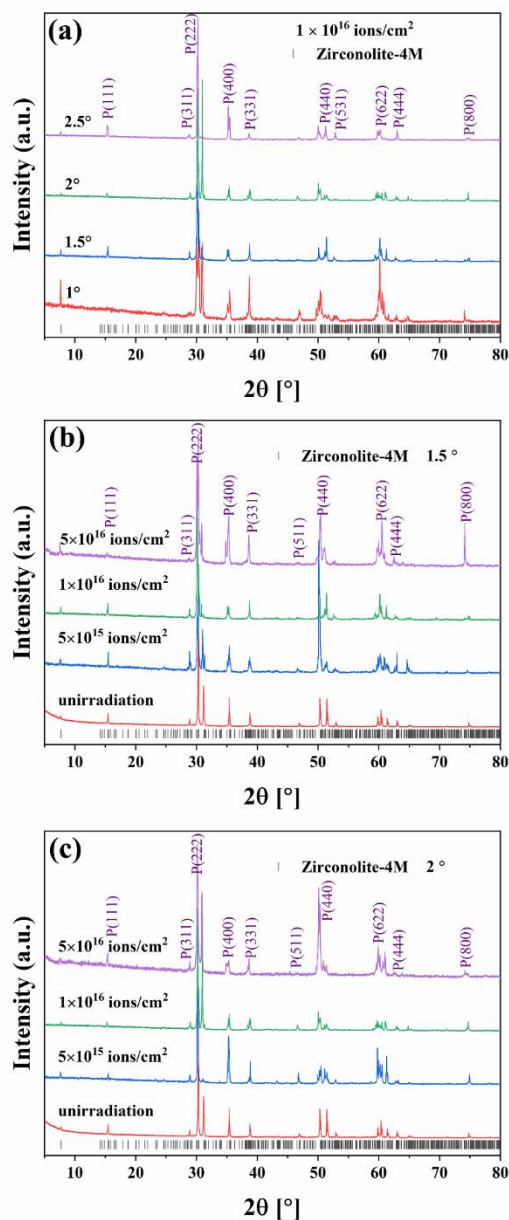 (a)
1 × 10¹⁶ ions/cm²
Zirconolite-4M
P(111)
P(311)
P(222)
P(400)
P(331)
P(440)
P(531)
P(622)
P(444)
P(800)
2.5°
2°
1.5°
1°
Intensity (a.u.)
10 20 30 40 50 60 70 80
2θ [°]
(b)
Zirconolite-4M 1.5 °
P(111)
P(311)
P(222)
P(400)
P(331)
P(511)
P(440)
P(622)
P(444)
P(800)
5×10¹⁶ ions/cm²
1×10¹⁶ ions/cm²
5×10¹⁵ ions/cm²
unirradiation
Intensity (a.u.)
10 20 30 40 50 60 70 80
2θ [°]
(c)
Zirconolite-4M 2 °
P(111)
P(311)
P(222)
P(400)
P(331)
P(511)
P(440)
P(622)
P(444)
P(800)
5×10¹⁶ ions/cm²
1×10¹⁶ ions/cm²
5×10¹⁵ ions/cm²
unirradiation
Intensity (a.u.)
10 20 30 40 50 60 70 80
2θ [°]